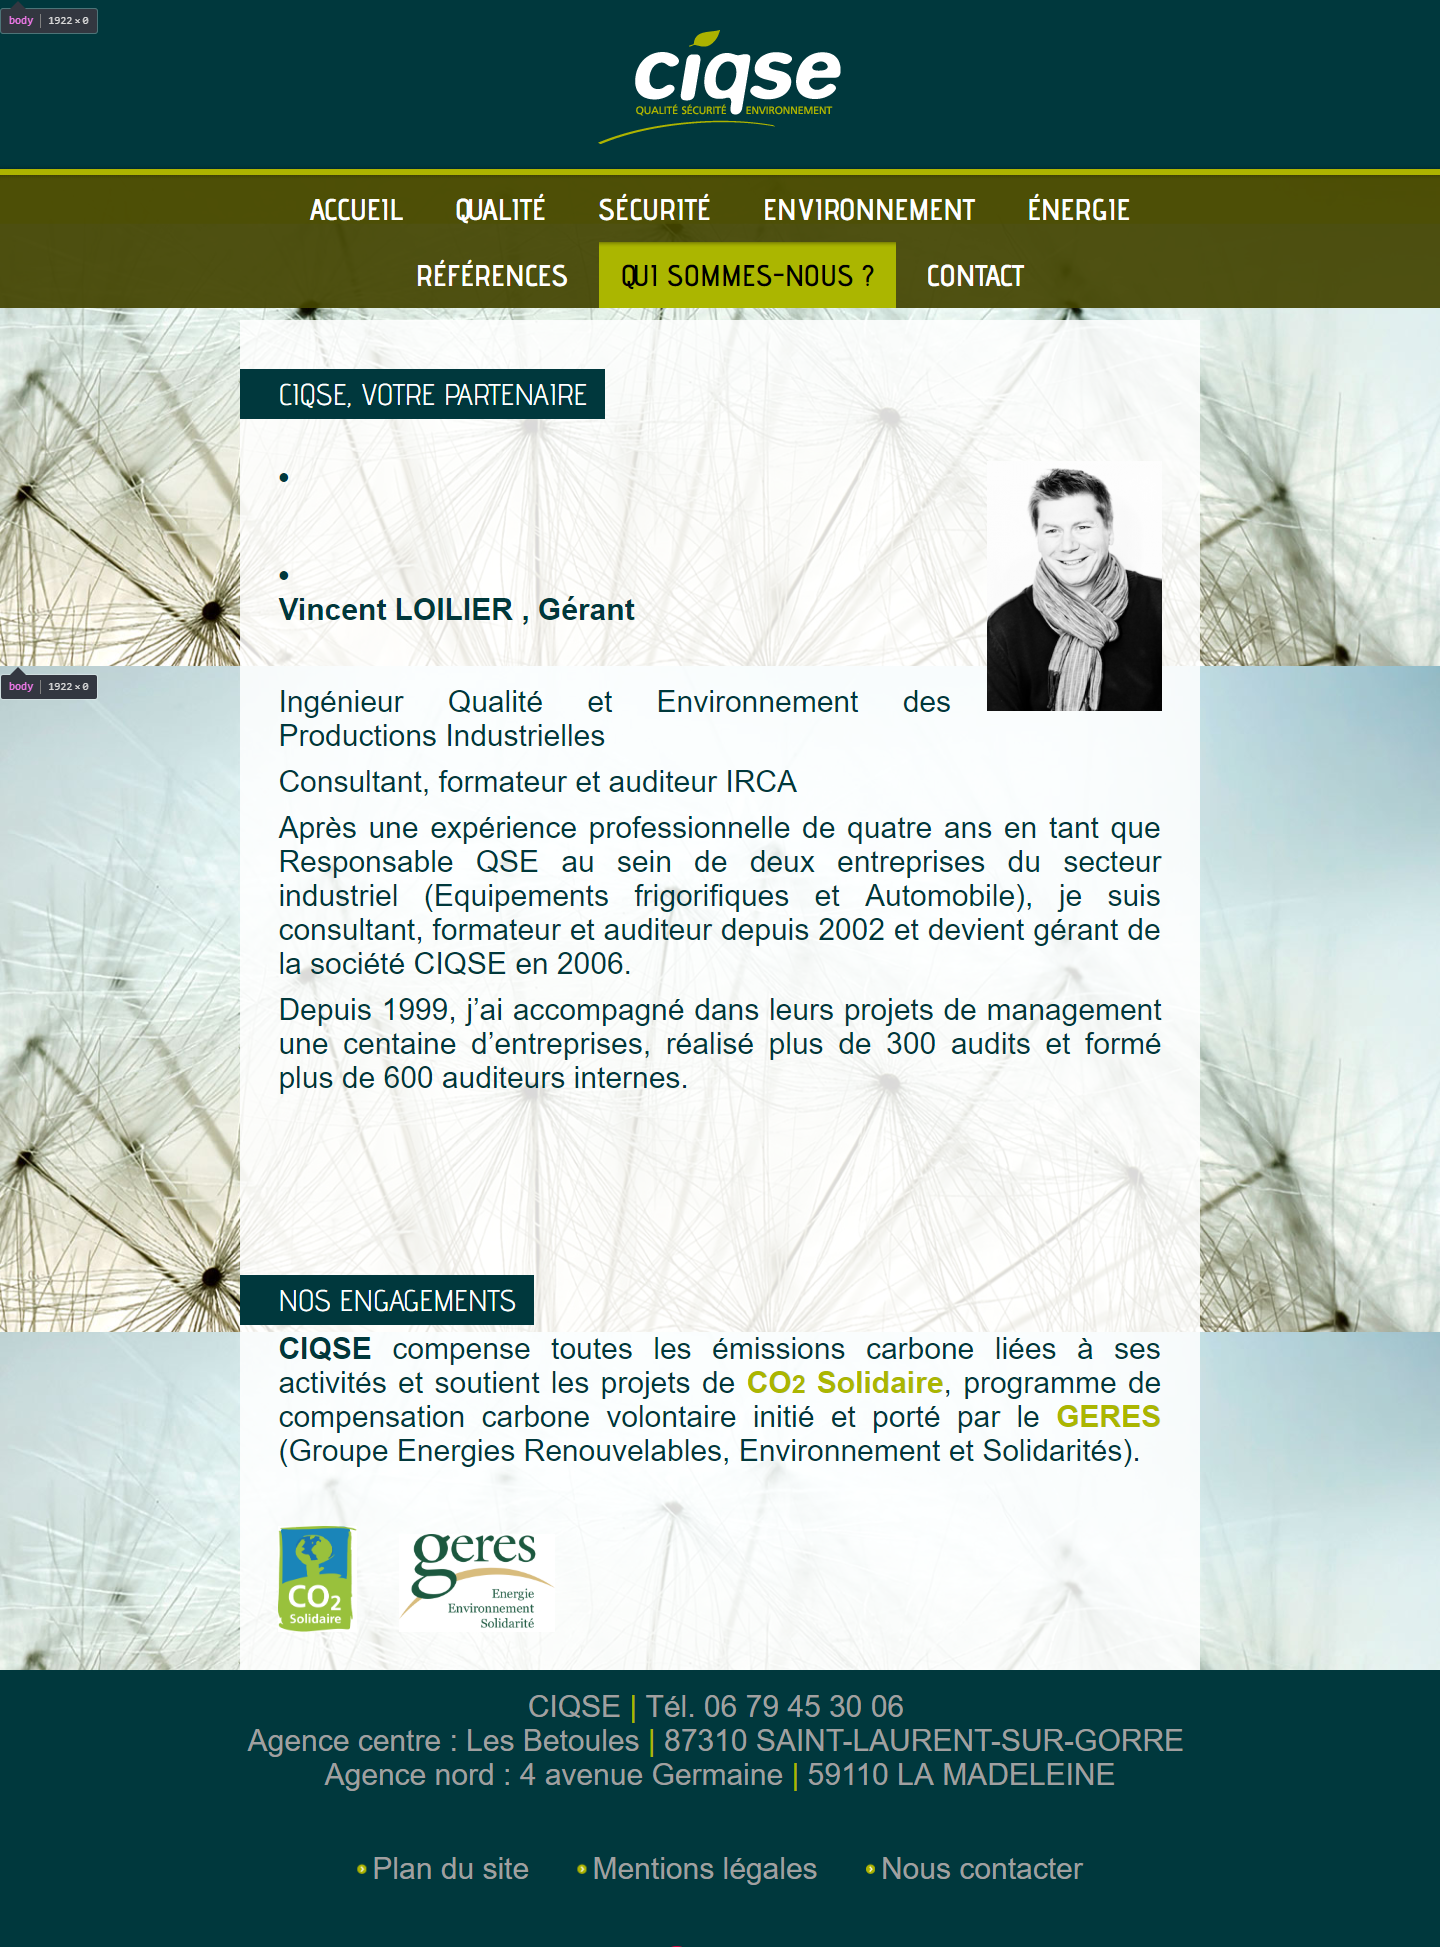 body 1922 × 0
ciqse
QUALITÉ SÉCURITÉ ENVIRONNEMENT
ACCUEIL QUALITÉ SÉCURITÉ ENVIRONNEMENT ÉNERGIE
RÉFÉRENCES QUI SOMMES-NOUS ? CONTACT
CIQSE, VOTRE PARTENAIRE
•
•
Vincent LOILIER , Gérant
body 1922 × 0
Ingénieur Qualité et Environnement des
Productions Industrielles
Consultant, formateur et auditeur IRCA
Après une expérience professionnelle de quatre ans en tant que
Responsable QSE au sein de deux entreprises du secteur
industriel (Equipements frigorifiques et Automobile), je suis
consultant, formateur et auditeur depuis 2002 et devient gérant de
la société CIQSE en 2006.
Depuis 1999, j’ai accompagné dans leurs projets de management
une centaine d’entreprises, réalisé plus de 300 audits et formé
plus de 600 auditeurs internes.
NOS ENGAGEMENTS
CIQSE compense toutes les émissions carbone liées à ses
activités et soutient les projets de CO2 Solidaire, programme de
compensation carbone volontaire initié et porté par le GERES
(Groupe Energies Renouvelables, Environnement et Solidarités).
CO2
Solidaire
geres
Energie
Environnement
Solidarité
CIQSE | Tél. 06 79 45 30 06
Agence centre : Les Betoules | 87310 SAINT-LAURENT-SUR-GORRE
Agence nord : 4 avenue Germaine | 59110 LA MADELEINE
Plan du site Mentions légales Nous contacter